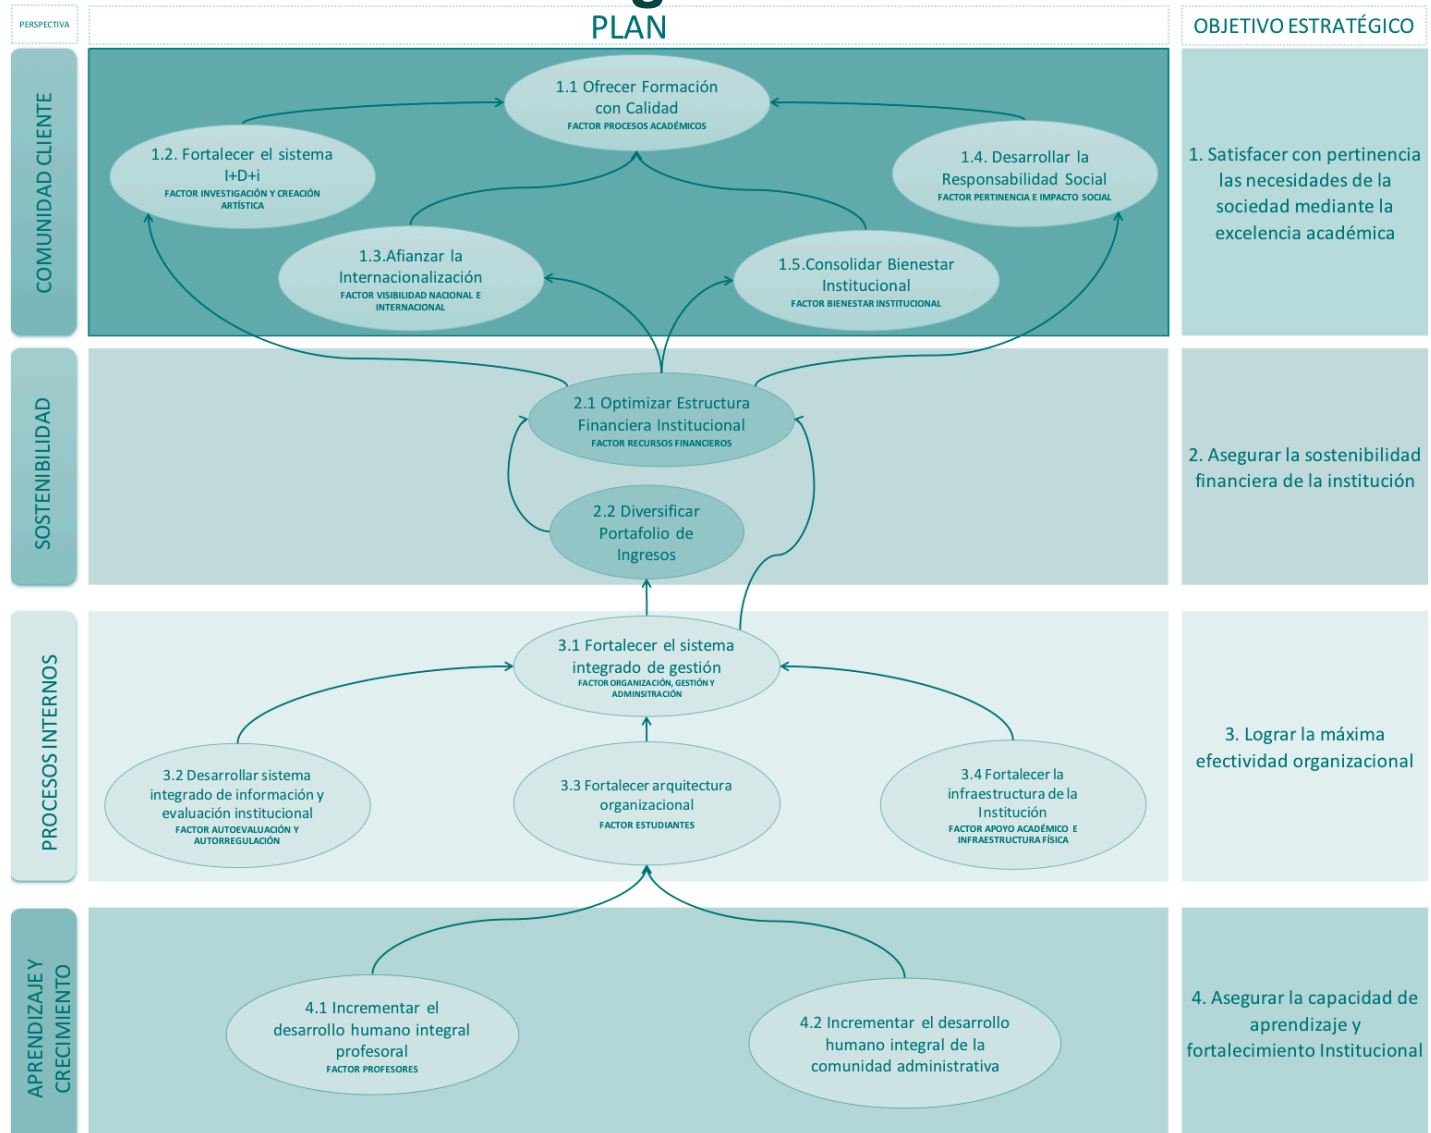 PERSPECTIVA
PLAN
OBJETIVO ESTRATÉGICO
COMUNIDAD CLIENTE
1.1 Ofrecer Formación
con Calidad
FACTOR PROCESOS ACADÉMICOS
1.2. Fortalecer el sistema
I+D+i
FACTOR INVESTIGACIÓN Y CREACIÓN
ARTÍSTICA
1.4. Desarrollar la
Responsabilidad Social
FACTOR PERTINENCIA E IMPACTO SOCIAL
1.3.Afianzar la
Internacionalización
FACTOR VISIBILIDAD NACIONAL E
INTERNACIONAL
1.5.Consolidar Bienestar
Institucional
FACTOR BIENESTAR INSTITUCIONAL
1. Satisfacer con pertinencia
las necesidades de la
sociedad mediante la
excelencia académica
SOSTENIBILIDAD
2.1 Optimizar Estructura
Financiera Institucional
FACTOR RECURSOS FINANCIEROS
2.2 Diversificar
Portafolio de
Ingresos
2. Asegurar la sostenibilidad
financiera de la institución
PROCESOS INTERNOS
3.1 Fortalecer el sistema
integrado de gestión
FACTOR ORGANIZACIÓN, GESTIÓN Y
ADMINSITRACIÓN
3.2 Desarrollar sistema
integrado de información y
evaluación institucional
FACTOR AUTOEVALUACIÓN Y
AUTORREGULACIÓN
3.3 Fortalecer arquitectura
organizacional
FACTOR ESTUDIANTES
3.4 Fortalecer la
infraestructura de la
Institución
FACTOR APOYO ACADÉMICO E
INFRAESTRUCTURA FÍSICA
3. Lograr la máxima
efectividad organizacional
APRENDIZAJE Y
CRECIMIENTO
4.1 Incrementar el
desarrollo humano integral
profesoral
FACTOR PROFESORES
4.2 Incrementar el desarrollo
humano integral de la
comunidad administrativa
4. Asegurar la capacidad de
aprendizaje y
fortalecimiento Institucional